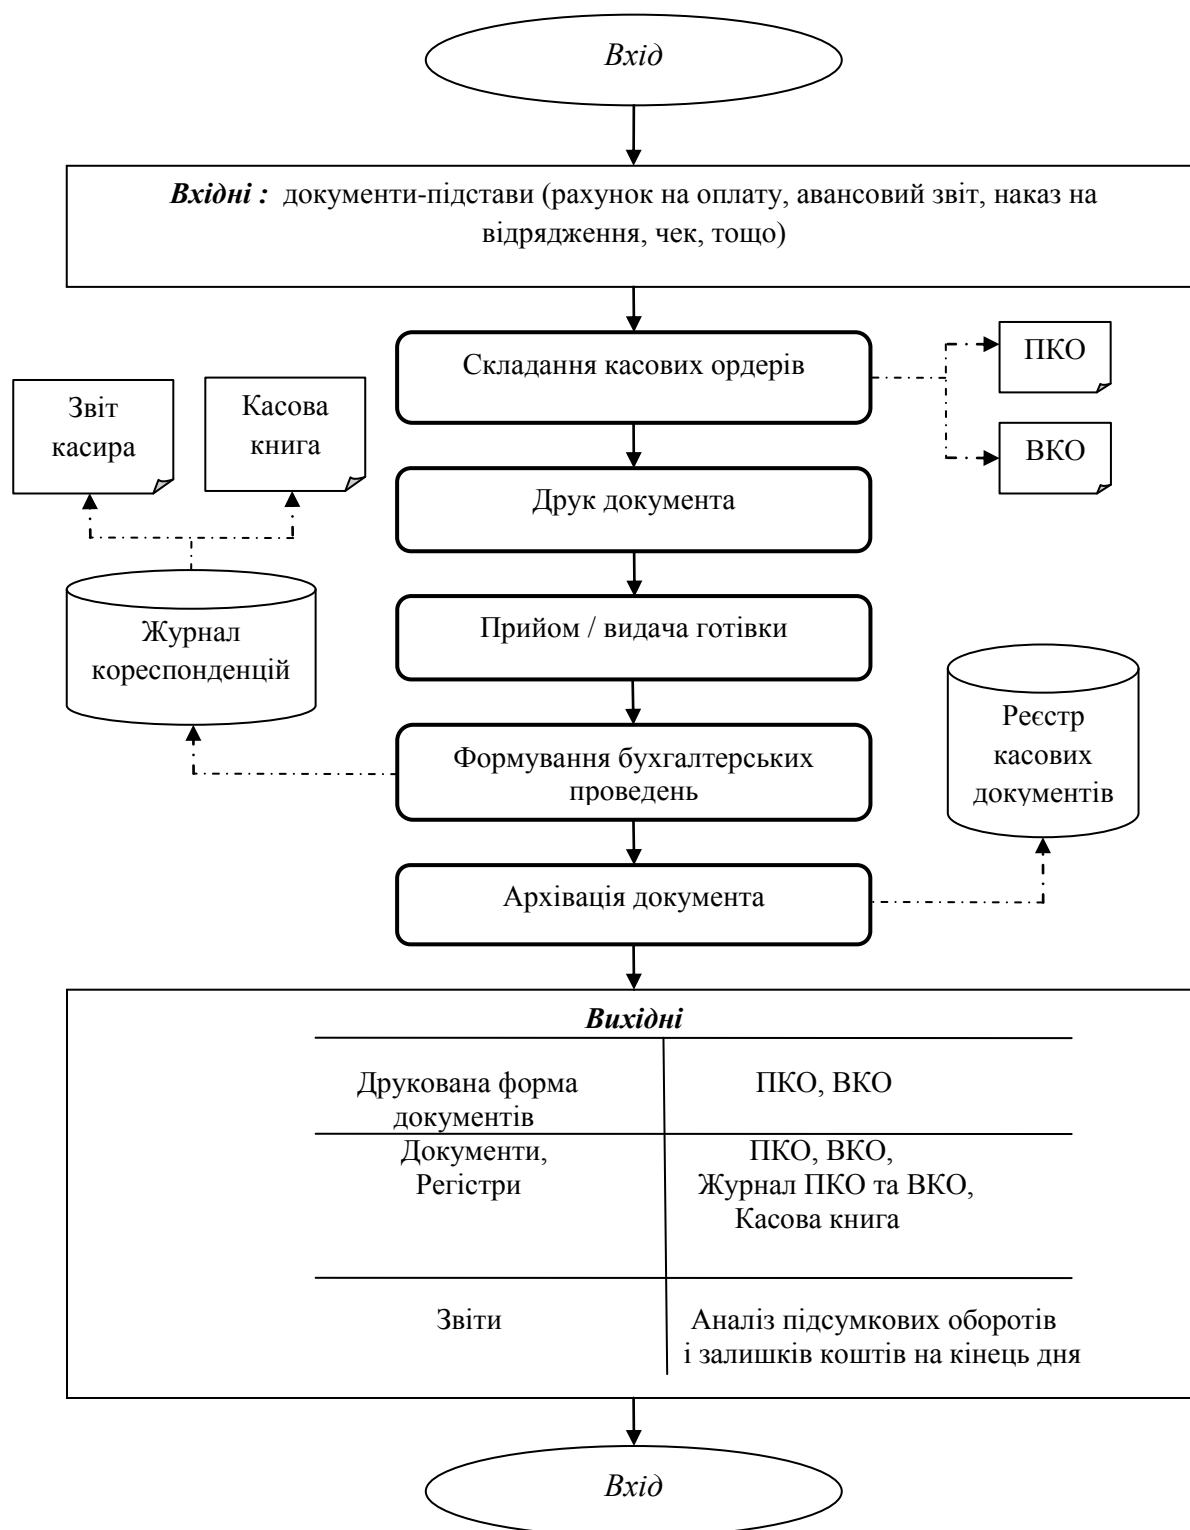 Вхід
Вхідні : документи-підстави (рахунок на оплату, авансовий звіт, наказ на
відрядження, чек, тощо)
Складання касових ордерів
ПКО
ВКО
Звіт
касира
Касова
книга
Друк документа
Прийом / видача готівки
Журнал
кореспонденцій
Формування бухгалтерських
проведень
Реєстр
касових
документів
Архівація документа
Вихідні
Друкована форма
документів
ПКО, ВКО
Документи,
Регістри
ПКО, ВКО,
Журнал ПКО та ВКО,
Касова книга
Звіти
Аналіз підсумкових оборотів
і залишків коштів на кінець дня
Вхід